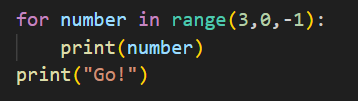 for number in range(3,0,-1):
    print(number)
print("Go!")